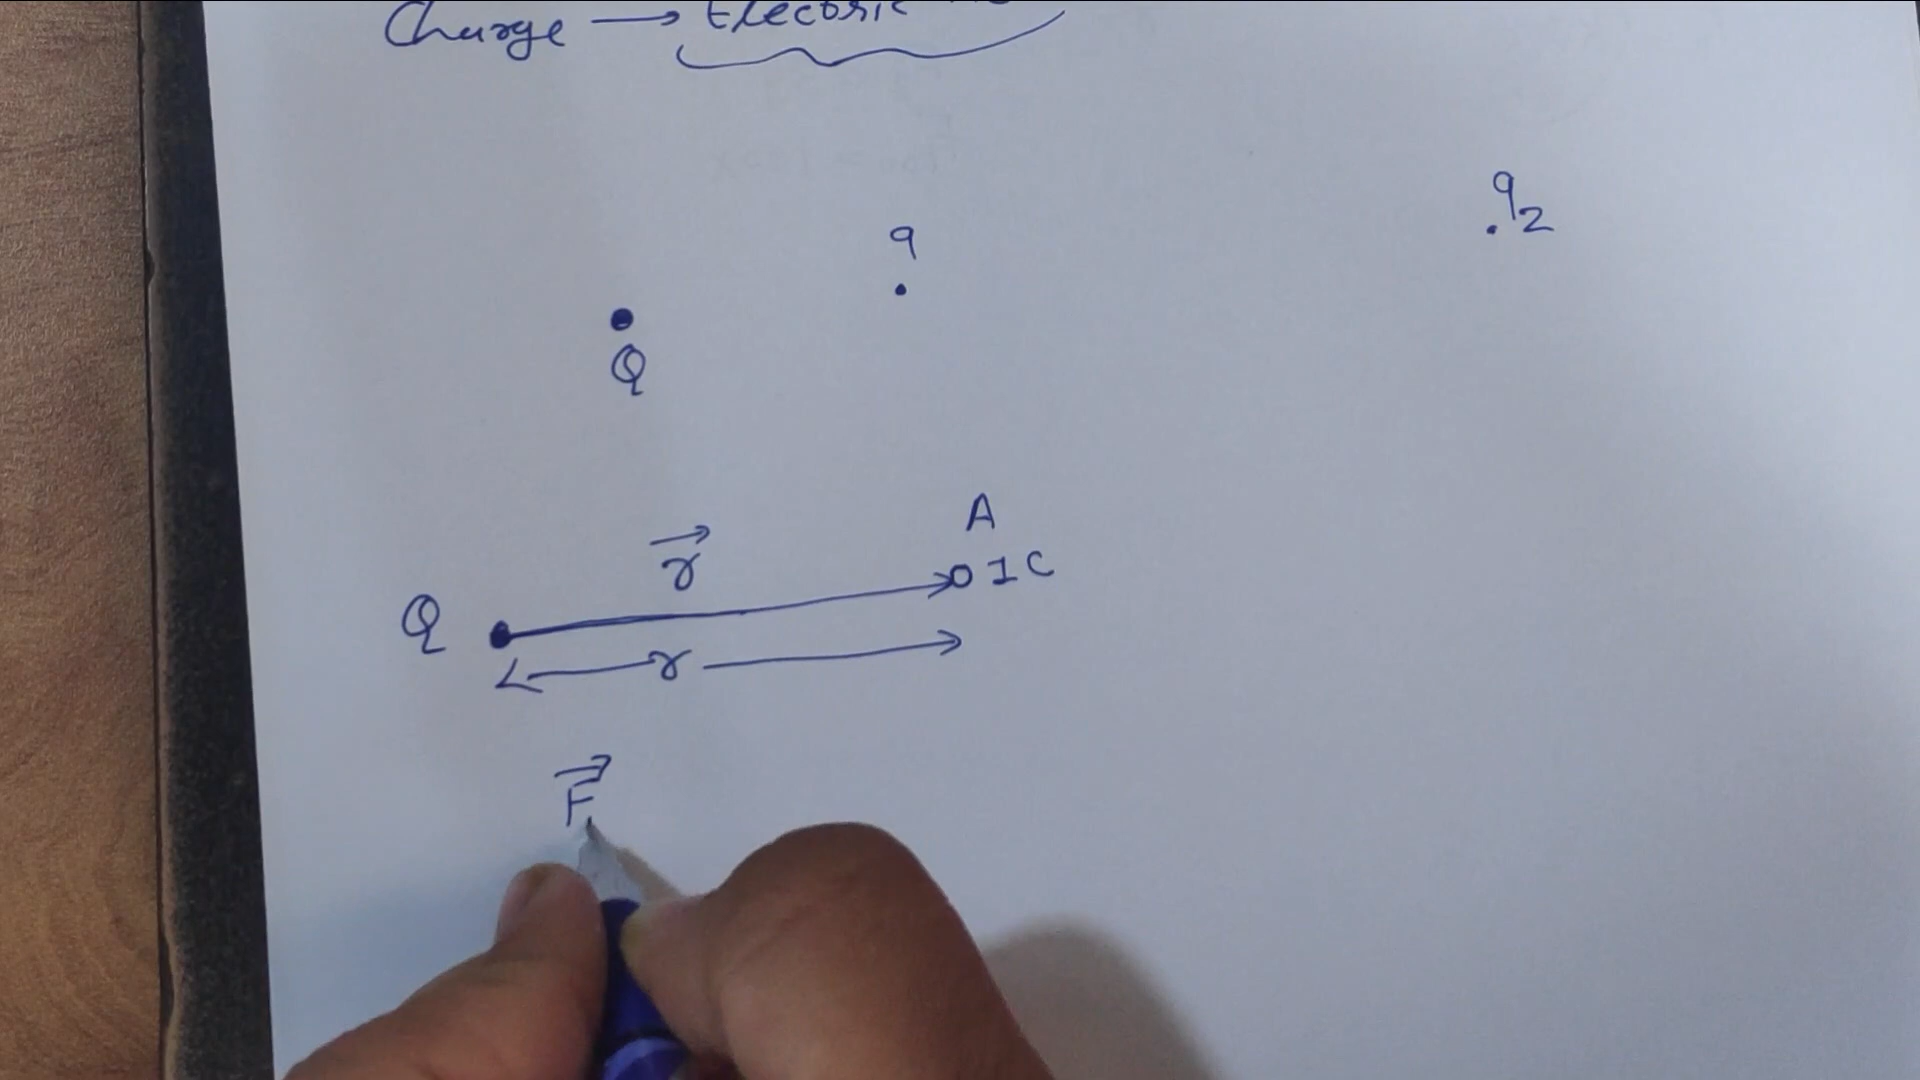 Charge → Electric
q
q2
Q
A
r⃗
1C
Q
r
F⃗